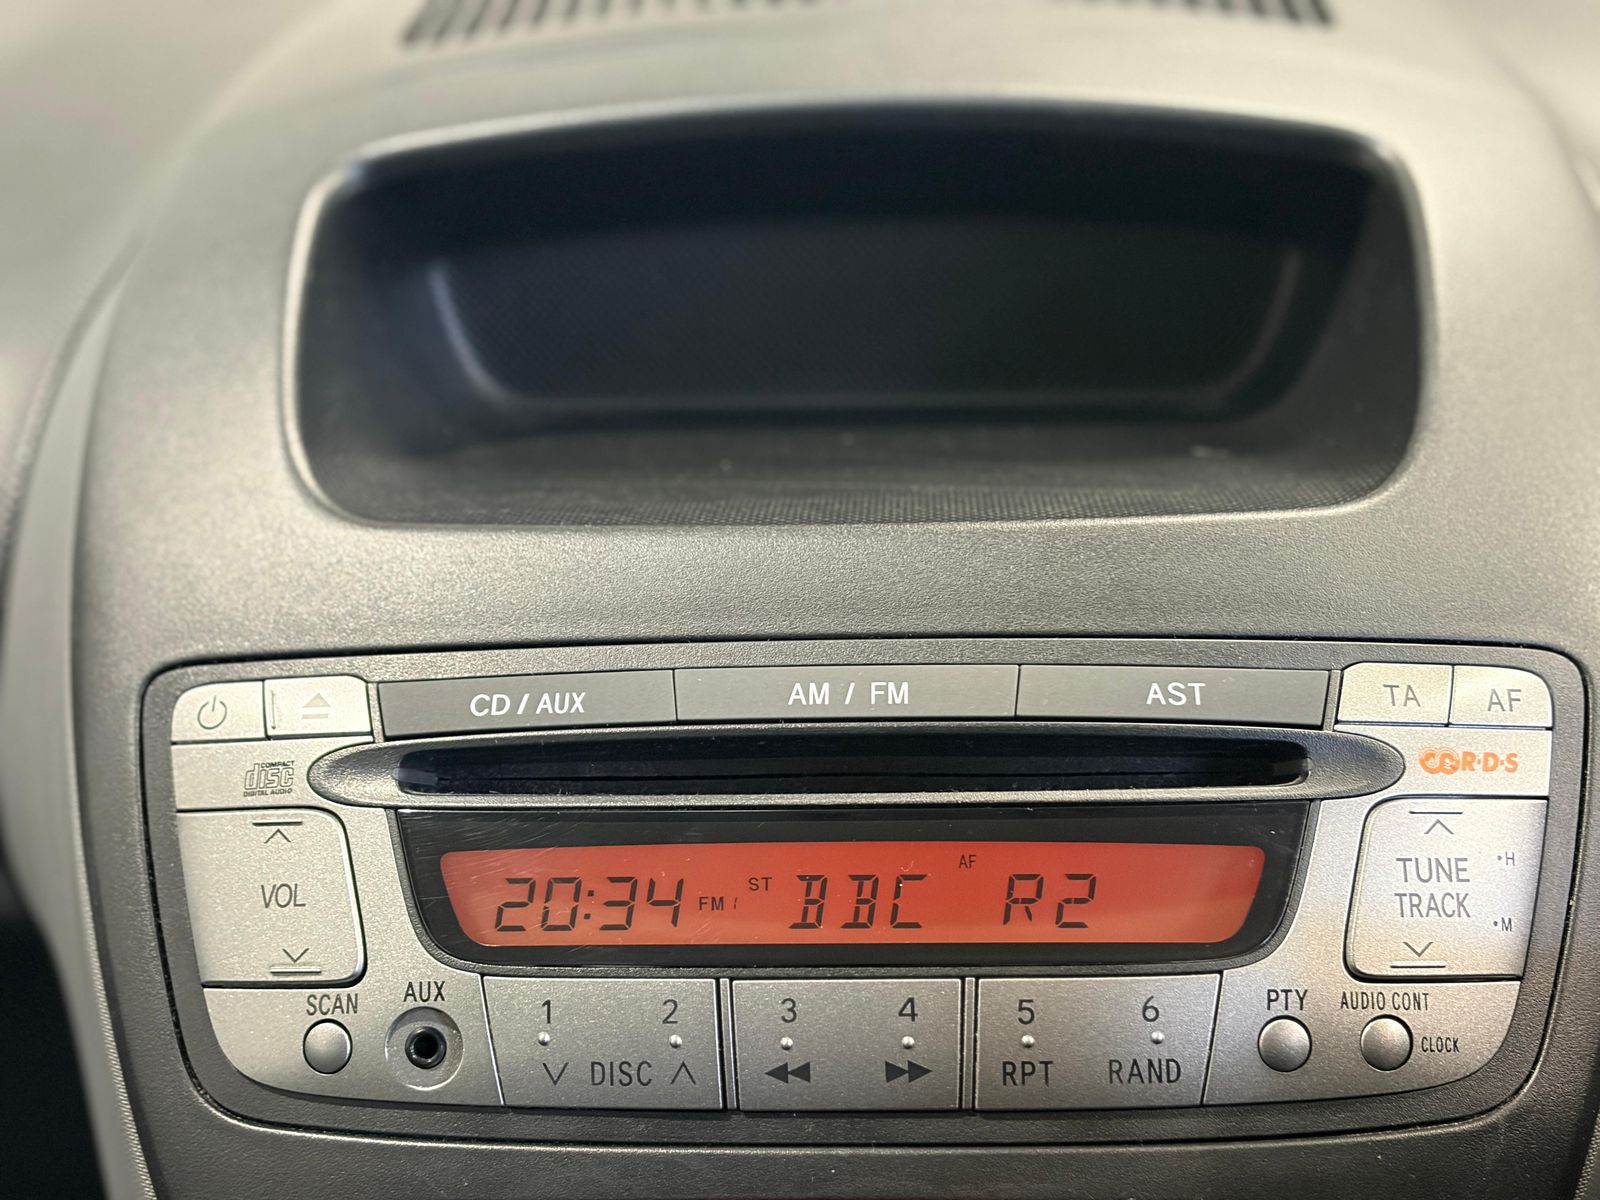 CD / AUX
AM / FM
AST
TA
AF
COMPACT
disc
DIGITAL AUDIO
R·D·S
VOL
20:34 FM 1 ST BBC AF R2
TUNE
TRACK
·H
·M
SCAN
AUX
1
2
DISC
3
4
5
RPT
6
RAND
PTY
AUDIO CONT
CLOCK